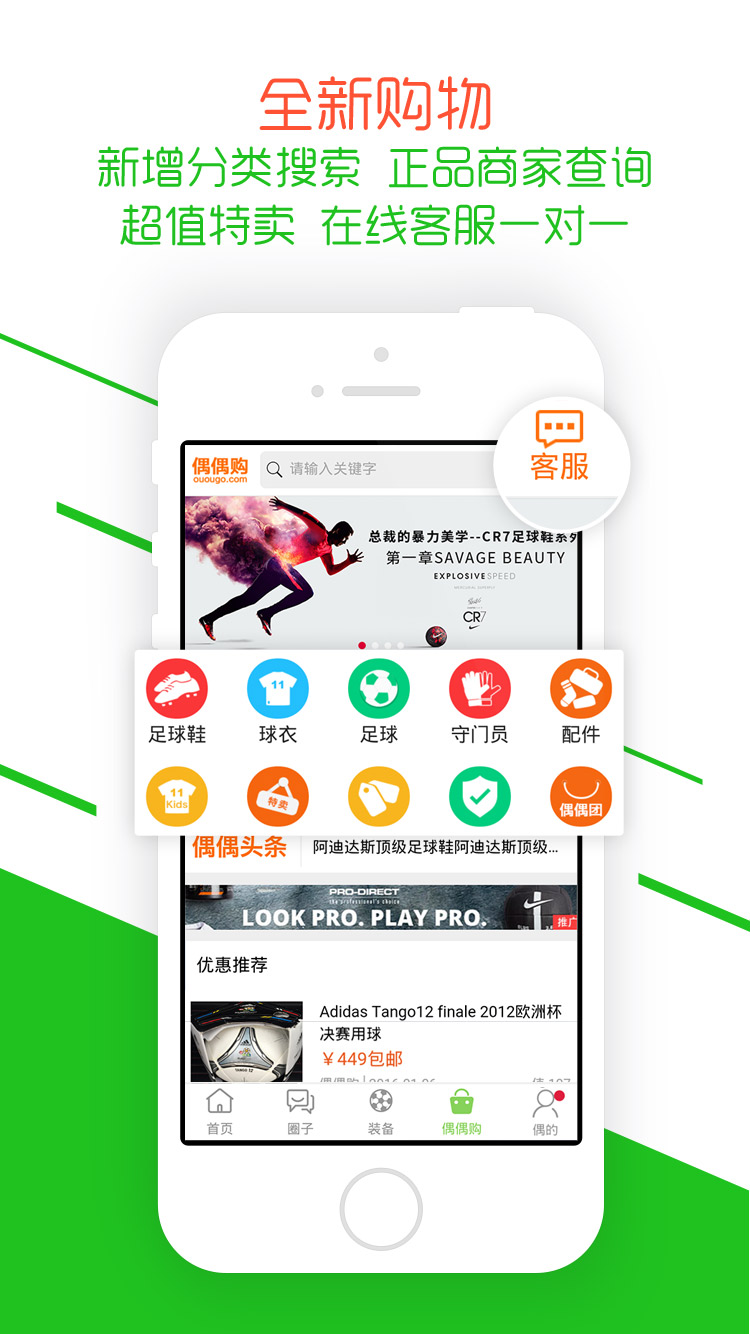 全新购物
新增分类搜索 正品商家查询
超值特卖 在线客服一对一
偶偶购
ouougo.com
请输入关键字
客服
总裁的暴力美学--CR7足球鞋系列
第一章SAVAGE BEAUTY
EXPLOSIVE SPEED
CR7
11
足球鞋 球衣 足球 守门员 配件
11
Kids
特卖
偶偶团
偶偶头条
阿迪达斯顶级足球鞋阿迪达斯顶级...
PRO-DIRECT
the professional's choice
LOOK PRO. PLAY PRO.
推广
优惠推荐
Adidas Tango12 finale 2012欧洲杯
决赛用球
￥449包邮
TANGO 12
首页 圈子 装备 偶偶购 偶的